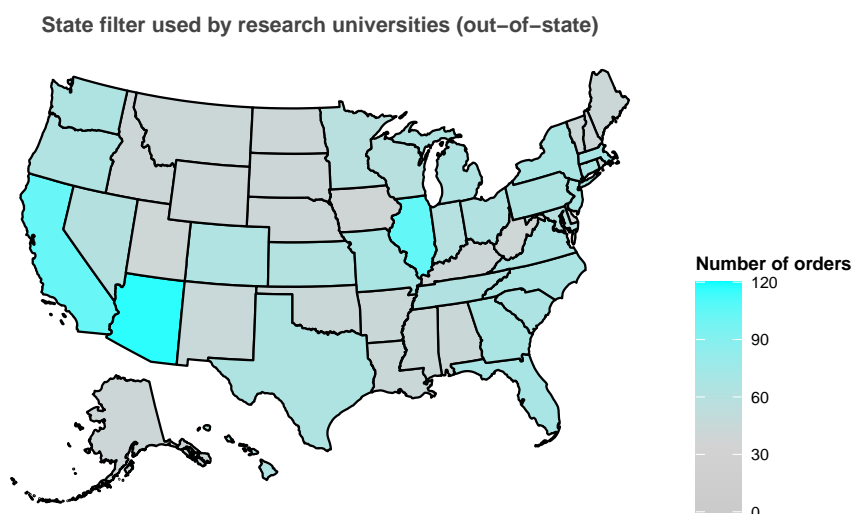 State filter used by research universities (out−of−state)
Number of orders
120
90
60
30
0